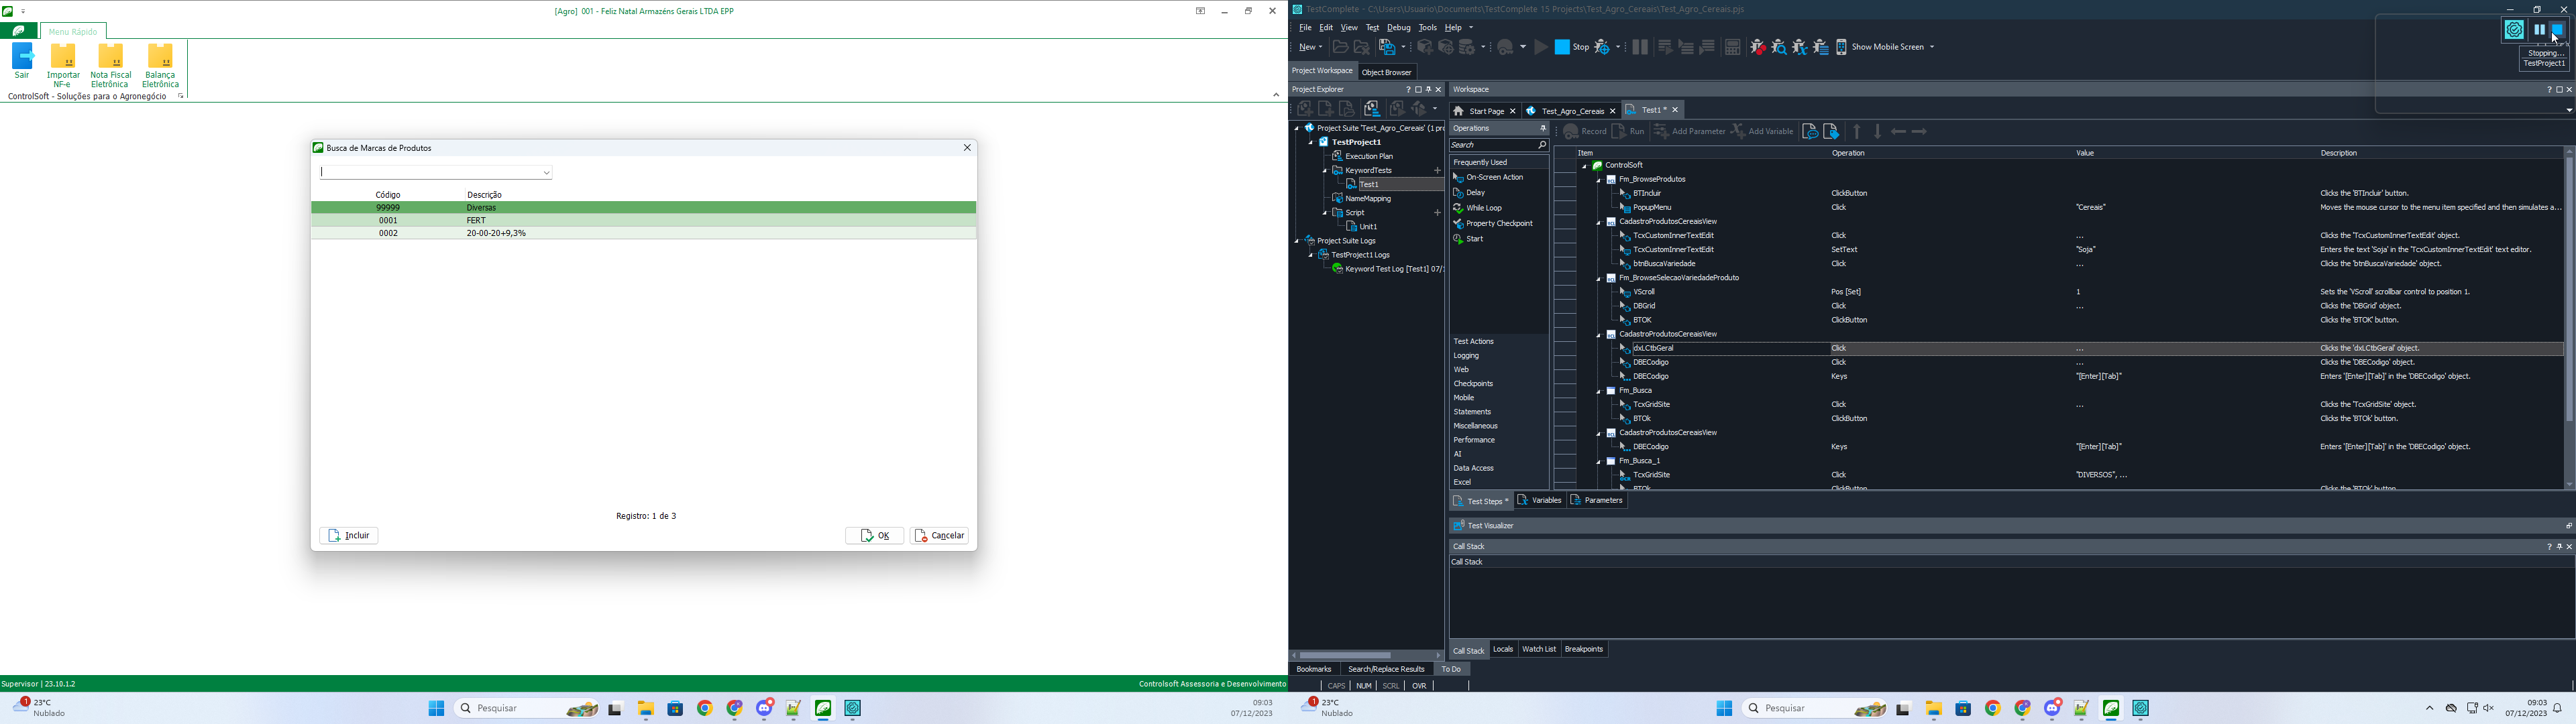 [Agro] 001 - Feliz Natal Armazéns Gerais LTDA EPP
Menu Rápido
Sair
Importar NF-e
Nota Fiscal Eletrônica
Balança Eletrônica
ControlSoft - Soluções para o Agronegócio
Busca de Marcas de Produtos
Código Descrição
99999 Diversas
0001 FERT
0002 20-00-20+9,3%
Registro: 1 de 3
Incluir
OK
Cancelar
Supervisor | 23.10.1.2
Controlsoft Assessoria e Desenvolvimento
1
23°C
Nublado
Pesquisar
09:03
07/12/2023
TestComplete - C:\Users\Usuario\Documents\TestComplete 15 Projects\Test_Agro_Cereais\Test_Agro_Cereais.pjs
File Edit View Test Debug Tools Help
New
Stop
Show Mobile Screen
Stopping...
TestProject1
Project Workspace Object Browser
Project Explorer
Project Suite 'Test_Agro_Cereais' (1 pro
TestProject1
Execution Plan
KeywordTests
Test1
NameMapping
Script
Unit1
Project Suite Logs
TestProject1 Logs
Keyword Test Log [Test1] 07/1
Workspace
Start Page
Test_Agro_Cereais
Test1 *
Operations
Search
Frequently Used
On-Screen Action
Delay
While Loop
Property Checkpoint
Start
Test Actions
Logging
Web
Checkpoints
Mobile
Statements
Miscellaneous
Performance
AI
Data Access
Excel
Record Run Add Parameter Add Variable
Item Operation Value Description
ControlSoft
Fm_BrowseProdutos
BTIncluir ClickButton Clicks the 'BTIncluir' button.
PopupMenu Click "Cereais" Moves the mouse cursor to the menu item specified and then simulates a...
CadastroProdutosCereaisView
TcxCustomInnerTextEdit Click ... Clicks the 'TcxCustomInnerTextEdit' object.
TcxCustomInnerTextEdit SetText "Soja" Enters the text 'Soja' in the 'TcxCustomInnerTextEdit' text editor.
btnBuscaVariedade Click ... Clicks the 'btnBuscaVariedade' object.
Fm_BrowseSelecaoVariedadeProduto
VScroll Pos [Set] 1 Sets the 'VScroll' scrollbar control to position 1.
DBGrid Click ... Clicks the 'DBGrid' object.
BTOK ClickButton Clicks the 'BTOK' button.
CadastroProdutosCereaisView
dxLCtbGeral Click ... Clicks the 'dxLCtbGeral' object.
DBECodigo Click ... Clicks the 'DBECodigo' object.
DBECodigo Keys "[Enter][Tab]" Enters '[Enter][Tab]' in the 'DBECodigo' object.
Fm_Busca
TcxGridSite Click ... Clicks the 'TcxGridSite' object.
BTOk ClickButton Clicks the 'BTOk' button.
CadastroProdutosCereaisView
DBECodigo Keys "[Enter][Tab]" Enters '[Enter][Tab]' in the 'DBECodigo' object.
Fm_Busca_1
TcxGridSite Click "DIVERSOS", ... Clicks the 'TcxGridSite' object.
BTOk ClickButton Clicks the 'BTOk' button.
Test Steps * Variables Parameters
Test Visualizer
Call Stack
Call Stack
Call Stack Locals Watch List Breakpoints
Bookmarks Search/Replace Results To Do
CAPS NUM SCRL OVR
1
23°C
Nublado
Pesquisar
09:03
07/12/2023